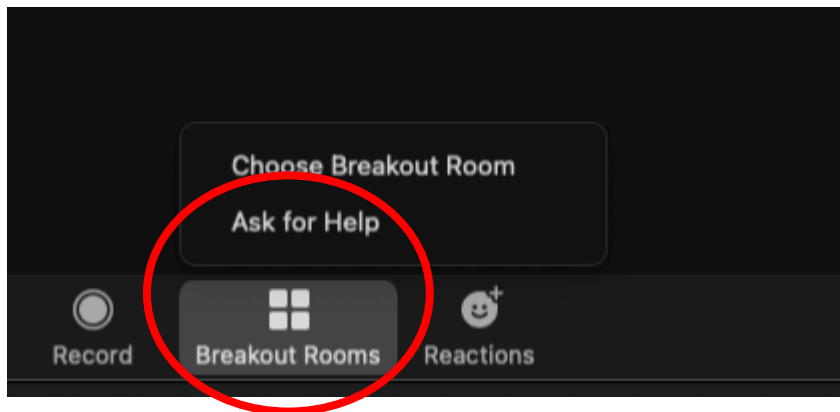 Choose Breakout Room
Ask for Help
Record
Breakout Rooms
Reactions